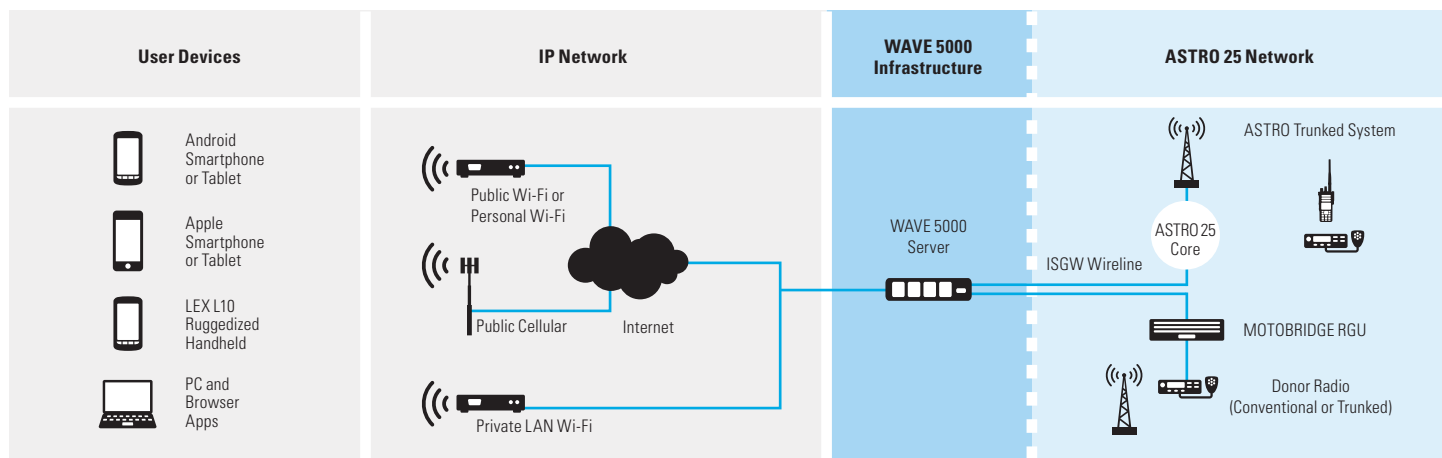 User Devices
IP Network
WAVE 5000
Infrastructure
ASTRO 25 Network
Android
Smartphone
or Tablet
Apple
Smartphone
or Tablet
LEX L10
Ruggedized
Handheld
PC and
Browser
Apps
Public Wi-Fi or
Personal Wi-Fi
Public Cellular
Internet
Private LAN Wi-Fi
WAVE 5000
Server
ISGW Wireline
ASTRO 25
Core
ASTRO Trunked System
MOTOBRIDGE RGU
Donor Radio
(Conventional or Trunked)